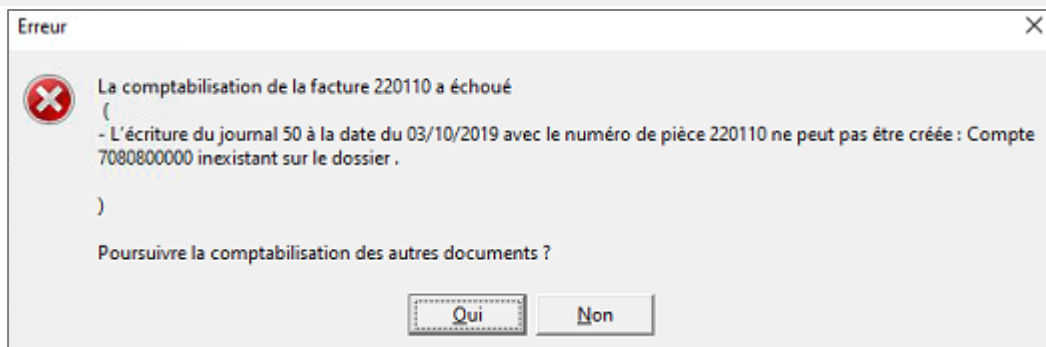 Erreur
La comptabilisation de la facture 220110 a échoué
(
- L'écriture du journal 50 à la date du 03/10/2019 avec le numéro de pièce 220110 ne peut pas être créée : Compte
7080800000 inexistant sur le dossier .
)
Poursuivre la comptabilisation des autres documents ?
Oui
Non